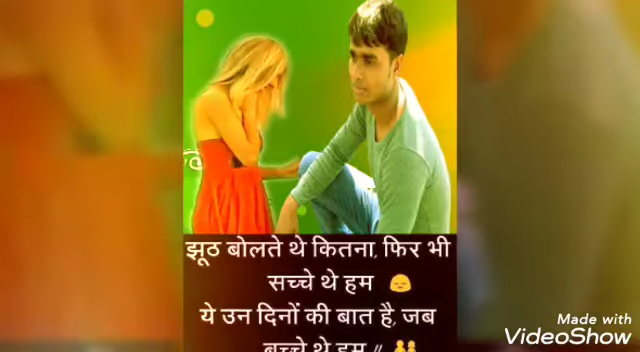 झूठ बोलते थे कितना, फिर भी
सच्चे थे हम 😔
ये उन दिनों की बात है, जब
बच्चे थे हम // 👫
Made with
VideoShow